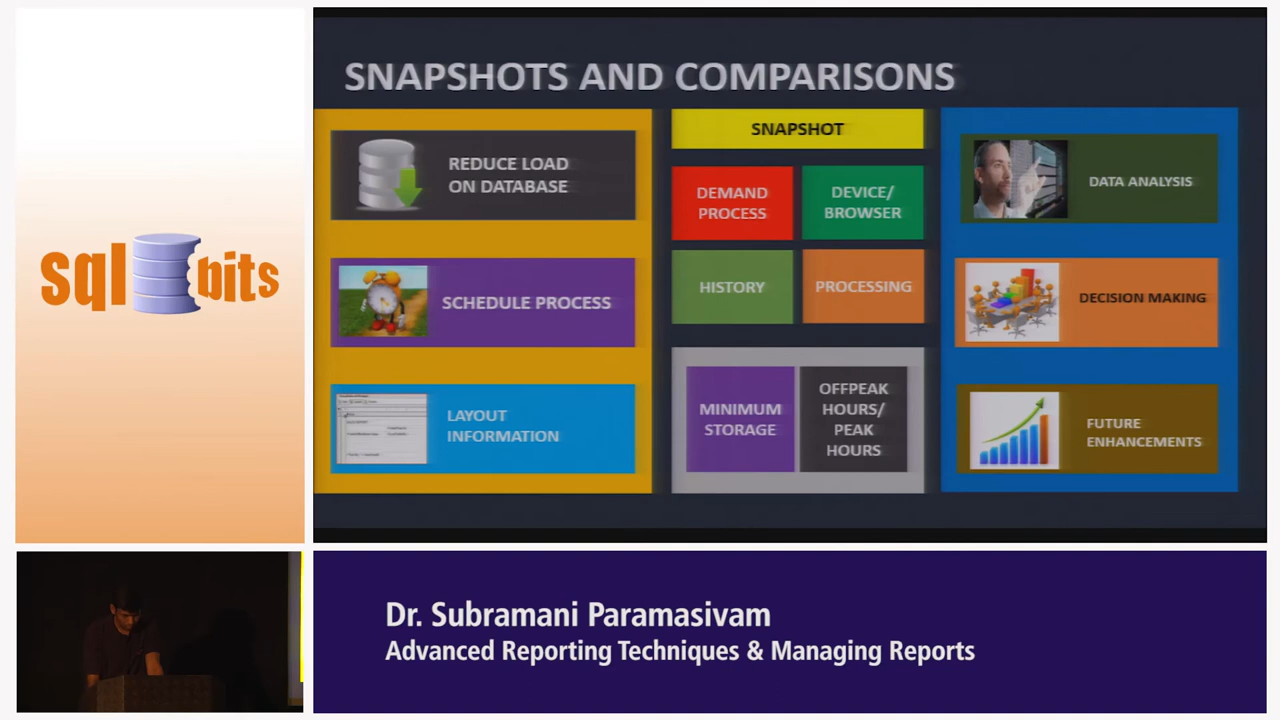 sql bits
SNAPSHOTS AND COMPARISONS
REDUCE LOAD
ON DATABASE
SCHEDULE PROCESS
LAYOUT
INFORMATION
SNAPSHOT
DEMAND
PROCESS
DEVICE/
BROWSER
HISTORY
PROCESSING
MINIMUM
STORAGE
OFFPEAK
HOURS/
PEAK
HOURS
DATA ANALYSIS
DECISION MAKING
FUTURE
ENHANCEMENTS
Dr. Subramani Paramasivam
Advanced Reporting Techniques & Managing Reports